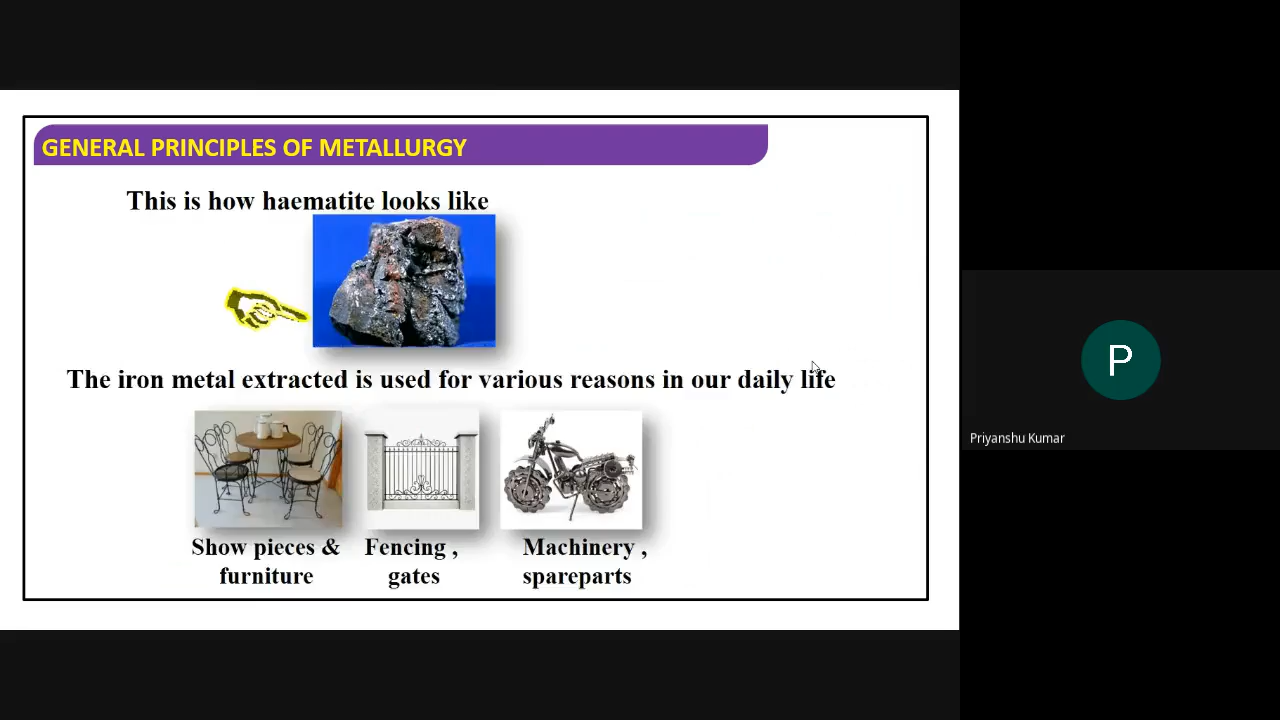 GENERAL PRINCIPLES OF METALLURGY
This is how haematite looks like
The iron metal extracted is used for various reasons in our daily life
Show pieces &
furniture
Fencing ,
gates
Machinery ,
spareparts
P
Priyanshu Kumar